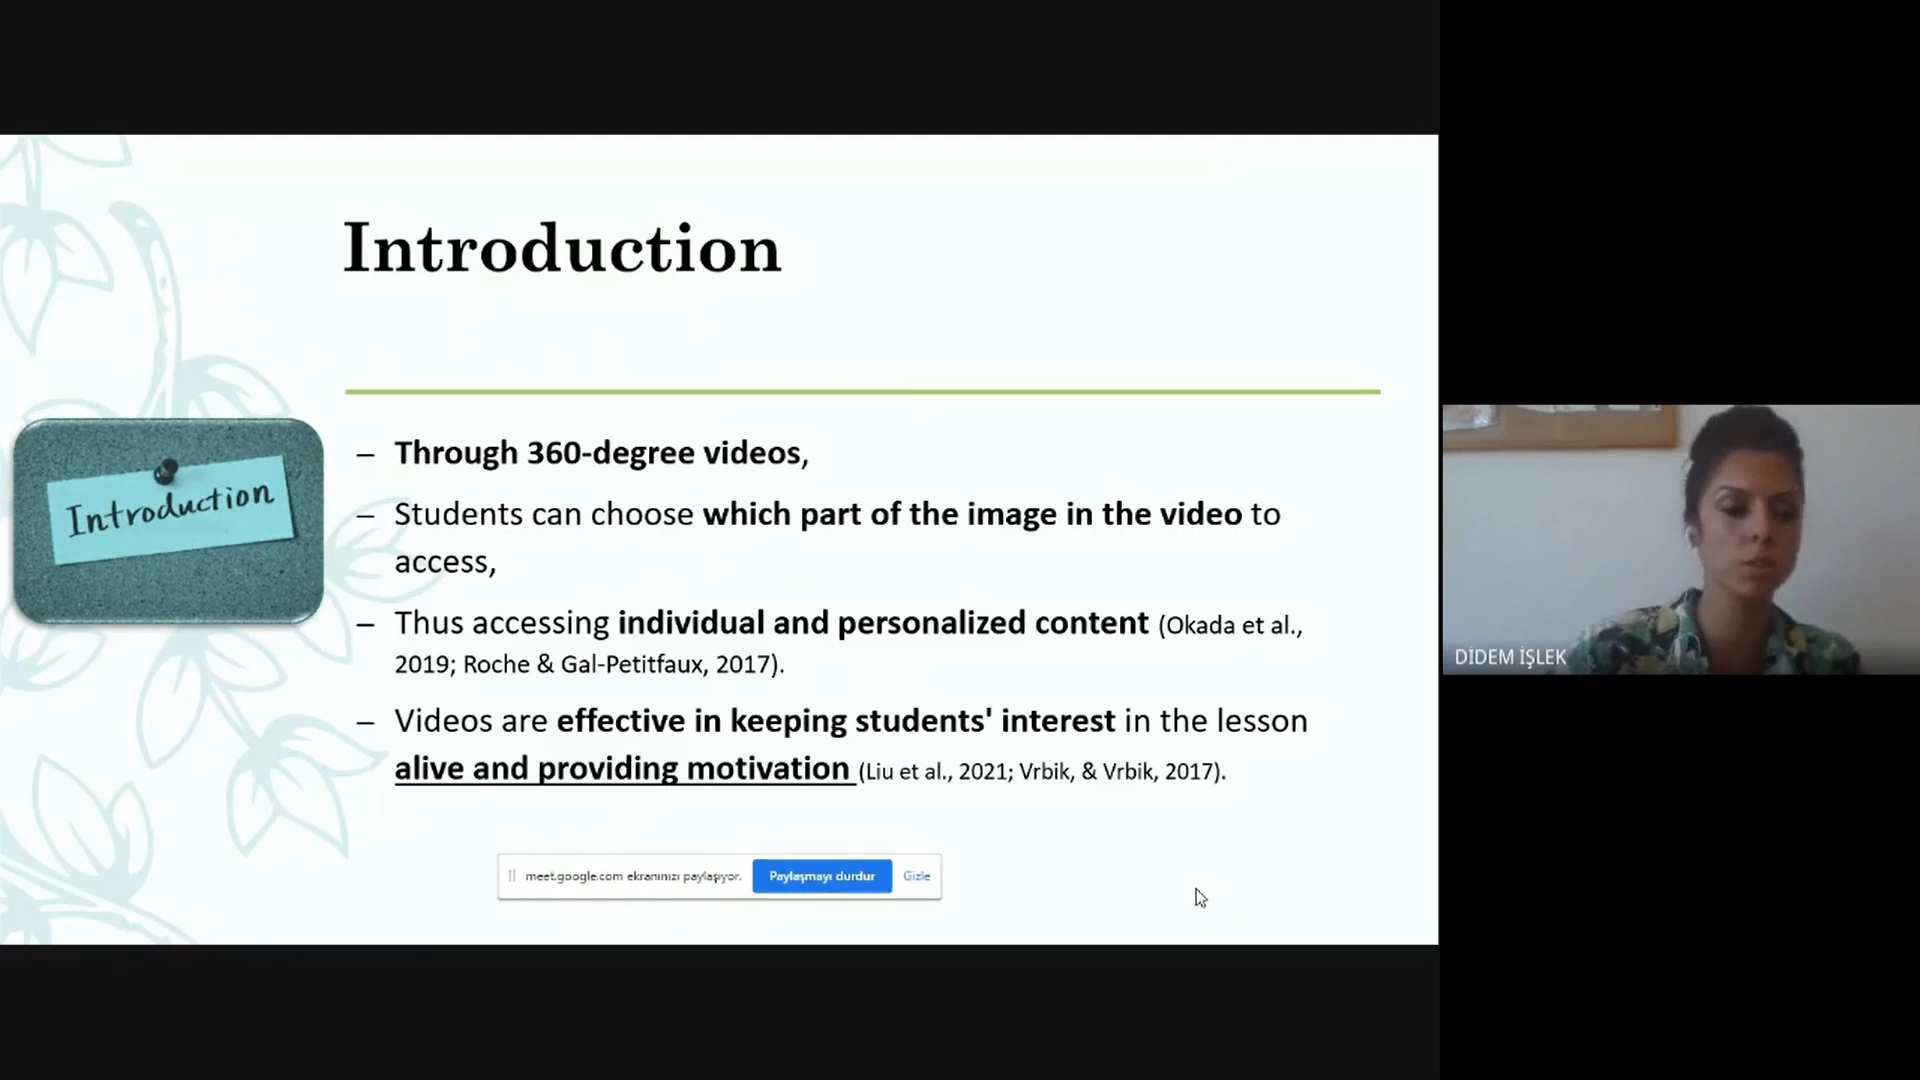 Introduction
Introduction
– Through 360-degree videos,
– Students can choose which part of the image in the video to
access,
– Thus accessing individual and personalized content (Okada et al.,
2019; Roche & Gal-Petitfaux, 2017).
– Videos are effective in keeping students' interest in the lesson
alive and providing motivation (Liu et al., 2021; Vrbik, & Vrbik, 2017).
meet.google.com ekranınızı paylaşıyor. Paylaşmayı durdur Gizle
DİDEM İŞLEK